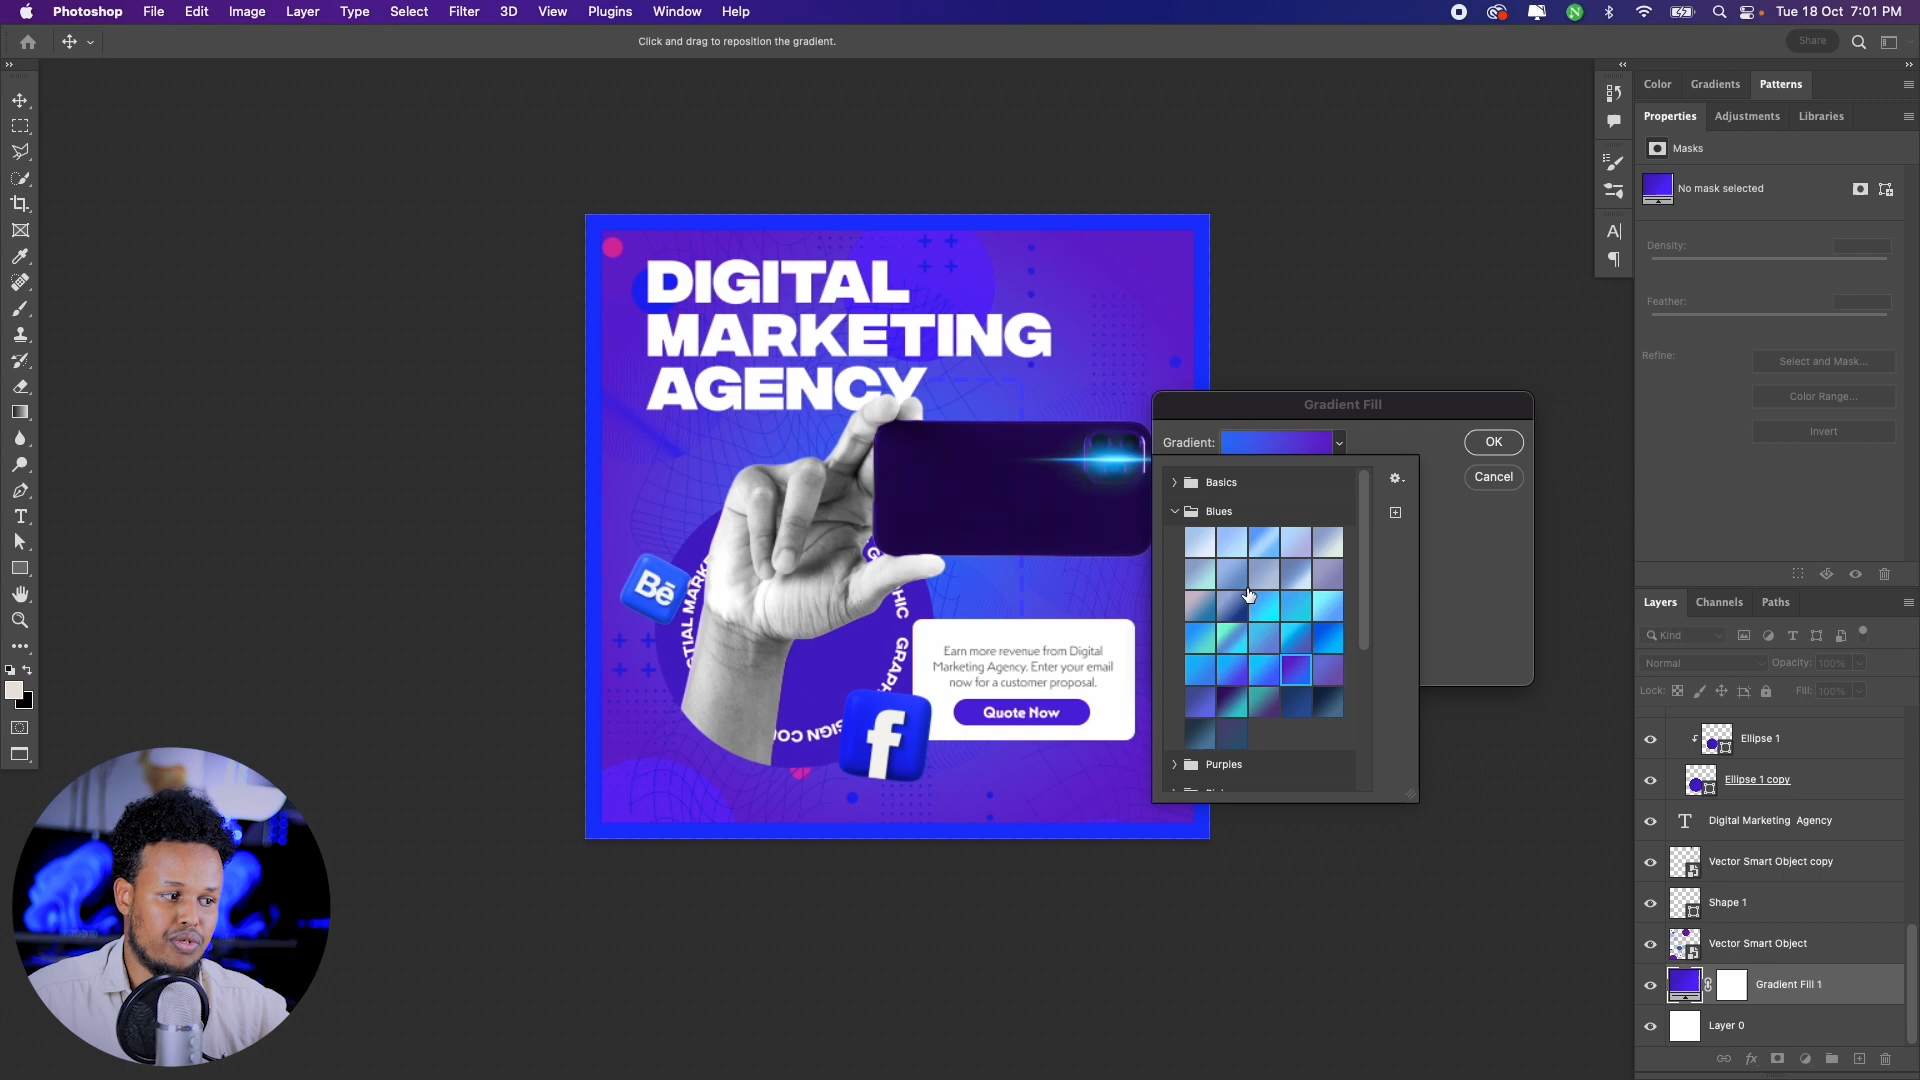 Photoshop File Edit Image Layer Type Select Filter 3D View Plugins Window Help
Tue 18 Oct 7:01 PM
Click and drag to reposition the gradient.
Share
Color Gradients Patterns
Properties Adjustments Libraries
Masks
No mask selected
Density:
Feather:
Refine:
Select and Mask...
Color Range...
Invert
DIGITAL
MARKETING
AGENCY
Gradient Fill
Gradient:
OK
Cancel
Basics
Blues
Purples
Earn more revenue from Digital
Marketing Agency. Enter your email
now for a customer proposal.
Quote Now
Layers Channels Paths
Kind
Normal Opacity: 100%
Lock: Fill: 100%
Ellipse 1
Ellipse 1 copy
Digital Marketing Agency
Vector Smart Object copy
Shape 1
Vector Smart Object
Gradient Fill 1
Layer 0